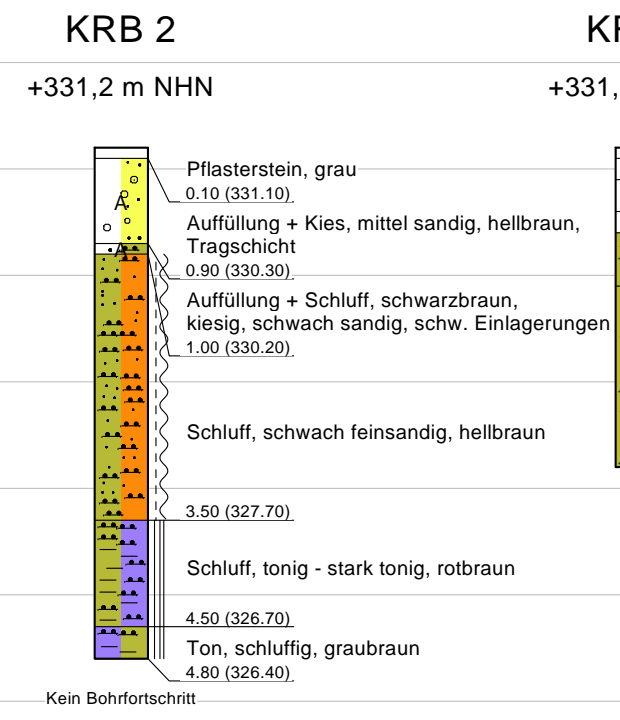 KRB 2
+331,2 m NHN
+331,
Pflasterstein, grau
0.10 (331.10)
A
Auffüllung + Kies, mittel sandig, hellbraun,
Tragschicht
A
0.90 (330.30)
Auffüllung + Schluff, schwarzbraun,
kiesig, schwach sandig, schw. Einlagerungen
1.00 (330.20)
Schluff, schwach feinsandig, hellbraun
3.50 (327.70)
Schluff, tonig - stark tonig, rotbraun
4.50 (326.70)
Ton, schluffig, graubraun
4.80 (326.40)
Kein Bohrfortschritt